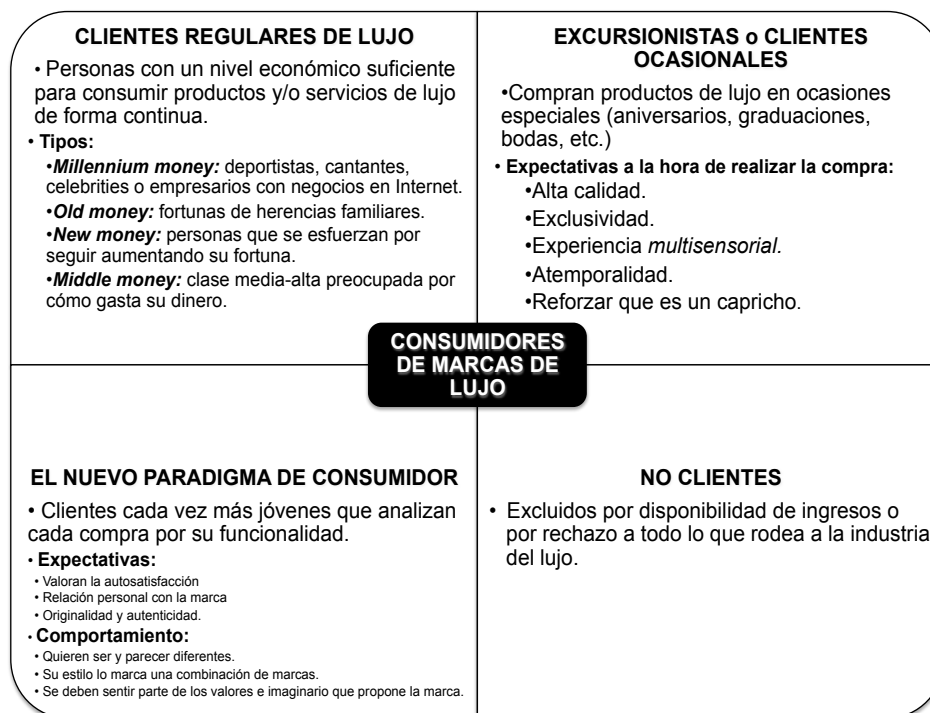 CLIENTES REGULARES DE LUJO
• Personas con un nivel económico suficiente
para consumir productos y/o servicios de lujo
de forma continua.
• Tipos:
•Millennium money: deportistas, cantantes,
celebrities o empresarios con negocios en Internet.
•Old money: fortunas de herencias familiares.
•New money: personas que se esfuerzan por
seguir aumentando su fortuna.
•Middle money: clase media-alta preocupada por
cómo gasta su dinero.
EXCURSIONISTAS o CLIENTES
OCASIONALES
•Compran productos de lujo en ocasiones
especiales (aniversarios, graduaciones,
bodas, etc.)
• Expectativas a la hora de realizar la compra:
•Alta calidad.
•Exclusividad.
•Experiencia multisensorial.
•Atemporalidad.
•Reforzar que es un capricho.
CONSUMIDORES
DE MARCAS DE
LUJO
EL NUEVO PARADIGMA DE CONSUMIDOR
• Clientes cada vez más jóvenes que analizan
cada compra por su funcionalidad.
• Expectativas:
• Valoran la autosatisfacción
• Relación personal con la marca
• Originalidad y autenticidad.
• Comportamiento:
• Quieren ser y parecer diferentes.
• Su estilo lo marca una combinación de marcas.
• Se deben sentir parte de los valores e imaginario que propone la marca.
NO CLIENTES
• Excluidos por disponibilidad de ingresos o
por rechazo a todo lo que rodea a la industria
del lujo.